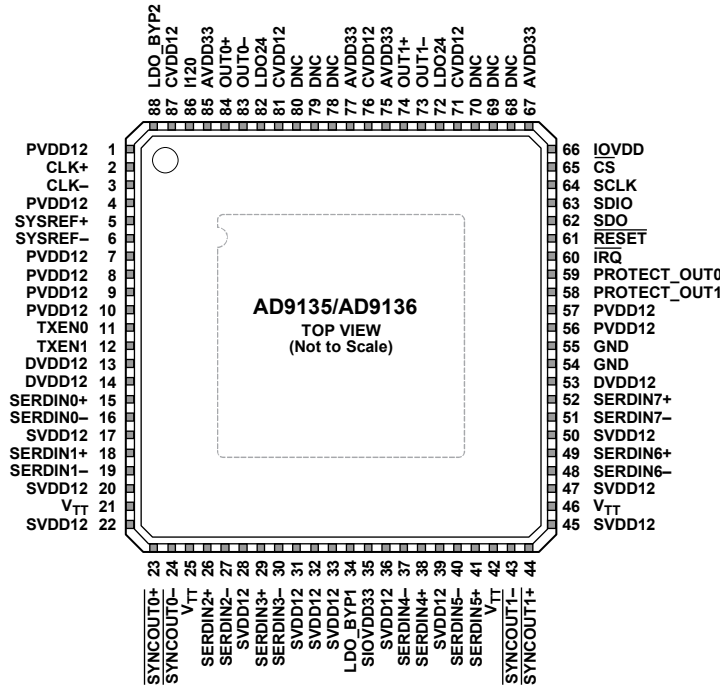 88 LDO_BYP2
87 CVDD12
86 I120
85 AVDD33
84 OUT0+
83 OUT0–
82 LDO24
81 CVDD12
80 DNC
79 DNC
78 DNC
77 AVDD33
76 CVDD12
75 AVDD33
74 OUT1+
73 OUT1–
72 LDO24
71 CVDD12
70 DNC
69 DNC
68 DNC
67 AVDD33
PVDD12 1
CLK+ 2
CLK– 3
PVDD12 4
SYSREF+ 5
SYSREF– 6
PVDD12 7
PVDD12 8
PVDD12 9
PVDD12 10
TXEN0 11
TXEN1 12
DVDD12 13
DVDD12 14
SERDIN0+ 15
SERDIN0– 16
SVDD12 17
SERDIN1+ 18
SERDIN1– 19
SVDD12 20
VTT 21
SVDD12 22
AD9135/AD9136
TOP VIEW
(Not to Scale)
66 IOVDD
65 CS
64 SCLK
63 SDIO
62 SDO
61 RESET
60 IRQ
59 PROTECT_OUT0
58 PROTECT_OUT1
57 PVDD12
56 PVDD12
55 GND
54 GND
53 DVDD12
52 SERDIN7+
51 SERDIN7–
50 SVDD12
49 SERDIN6+
48 SERDIN6–
47 SVDD12
46 VTT
45 SVDD12
SYNCOUT0+ 23
SYNCOUT0– 24
VTT 25
SERDIN2+ 26
SERDIN2– 27
SVDD12 28
SERDIN3+ 29
SERDIN3– 30
SVDD12 31
SVDD12 32
SVDD12 33
LDO_BYP1 34
SIOVDD33 35
SVDD12 36
SERDIN4– 37
SERDIN4+ 38
SVDD12 39
SERDIN5– 40
SERDIN5+ 41
VTT 42
SYNCOUT1– 43
SYNCOUT1+ 44